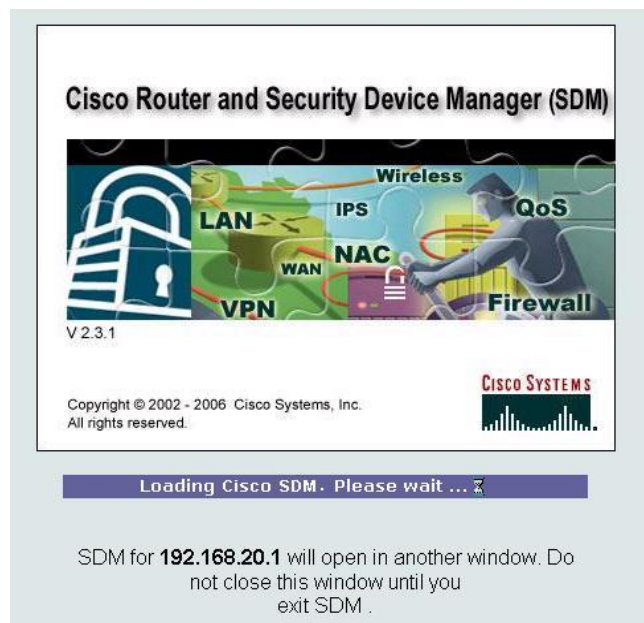 Cisco Router and Security Device Manager (SDM)
Wireless
LAN
IPS
QoS
WAN
NAC
VPN
Firewall
V 2.3.1
Copyright © 2002 - 2006 Cisco Systems, Inc.
All rights reserved.
CISCO SYSTEMS
Loading Cisco SDM. Please wait ...
SDM for 192.168.20.1 will open in another window. Do
not close this window until you
exit SDM .